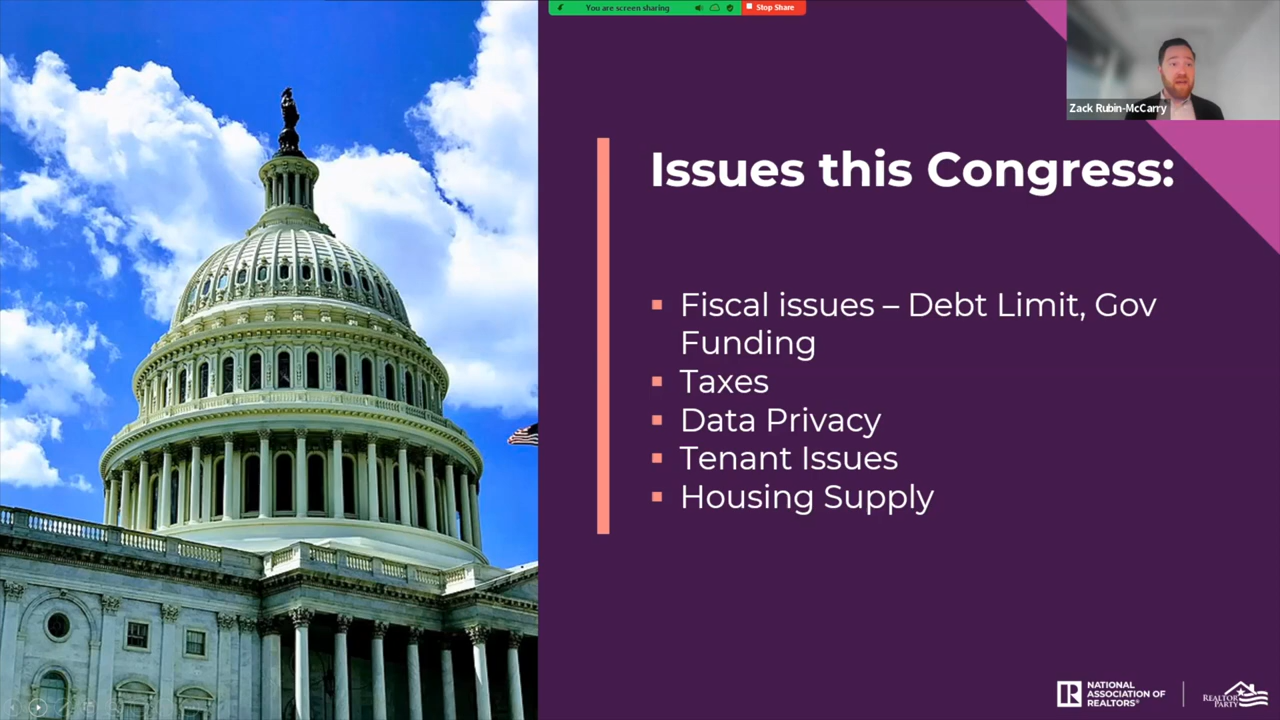 You are screen sharing
Stop Share
Zack Rubin-McCarry
Issues this Congress:
▪ Fiscal issues – Debt Limit, Gov
Funding
▪ Taxes
▪ Data Privacy
▪ Tenant Issues
▪ Housing Supply
R
NATIONAL
ASSOCIATION OF
REALTORS®
REALTOR
PARTY